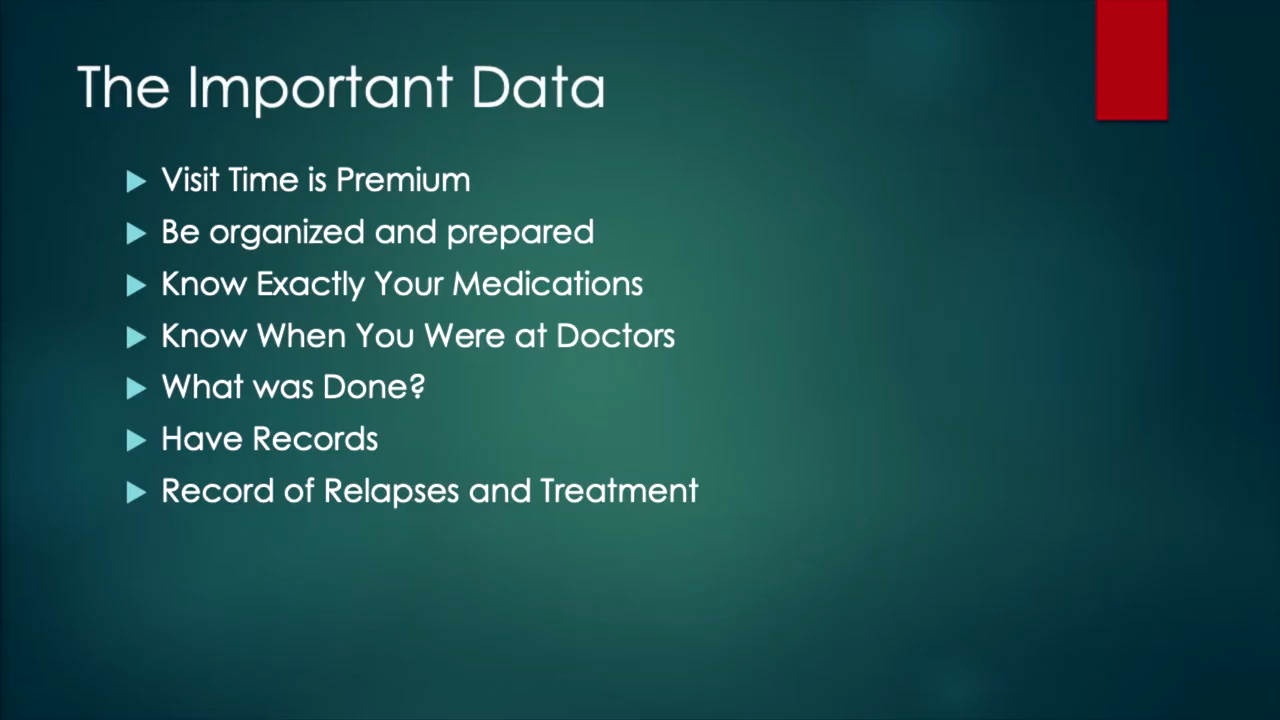 The Important Data
Visit Time is Premium
Be organized and prepared
Know Exactly Your Medications
Know When You Were at Doctors
What was Done?
Have Records
Record of Relapses and Treatment